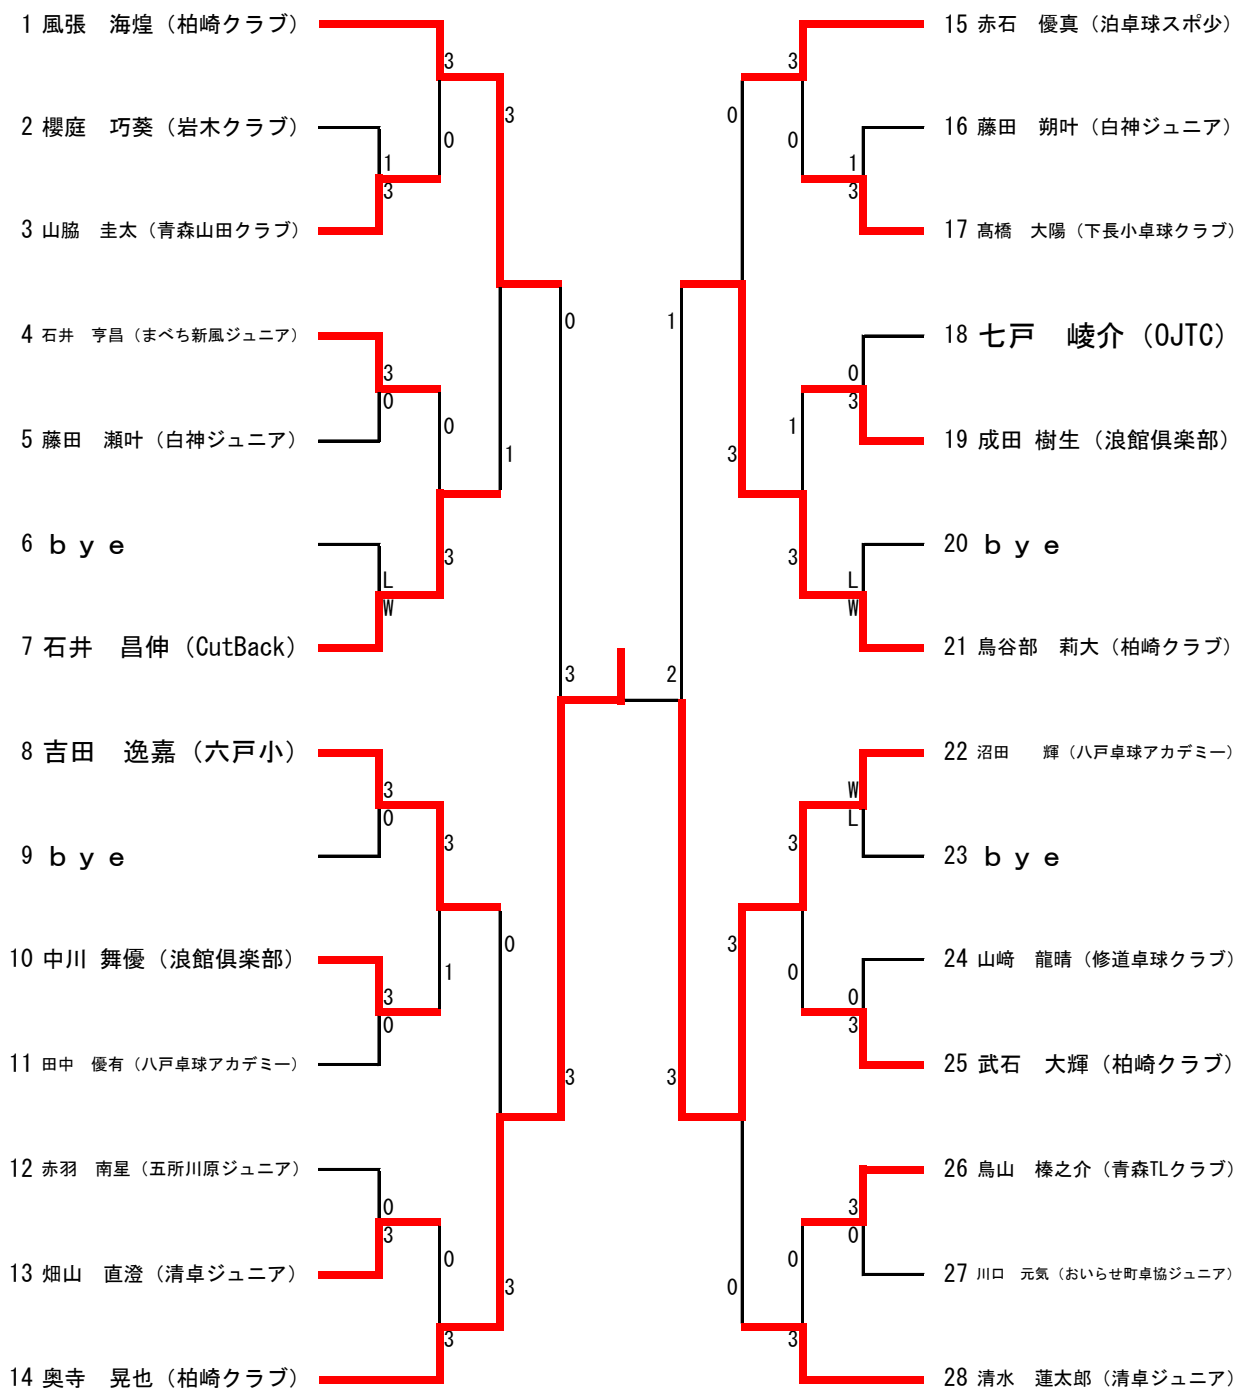 1 風張　海煌（柏崎クラブ）
2 櫻庭　巧葵（岩木クラブ）
3 山脇　圭太（青森山田クラブ）
4 石井　亨昌（まべち新風ジュニア）
5 藤田　瀬叶（白神ジュニア）
6 ｂｙｅ
7 石井　昌伸（CutBack）
8 吉田　逸嘉（六戸小）
9 ｂｙｅ
10 中川 舞優（浪館倶楽部）
11 田中　優有（八戸卓球アカデミー）
12 赤羽　南星（五所川原ジュニア）
13 畑山　直澄（清卓ジュニア）
14 奥寺　晃也（柏崎クラブ）
1
3
3
0
L
W
3
0
3
0
0
3
3
0
0
3
3
1
0
3
3
1
0
3
0
3
3
2
1
3
0
3
3
0
3
0
1
3
3
0
0
3
1
3
0
3
L
W
W
L
0
3
3
0
15 赤石　優真（泊卓球スポ少）
16 藤田　朔叶（白神ジュニア）
17 髙橋　大陽（下長小卓球クラブ）
18 七戸　崚介（OJTC）
19 成田 樹生（浪館倶楽部）
20 ｂｙｅ
21 鳥谷部　莉大（柏崎クラブ）
22 沼田　　輝（八戸卓球アカデミー）
23 ｂｙｅ
24 山﨑　龍晴（修道卓球クラブ）
25 武石　大輝（柏崎クラブ）
26 鳥山　榛之介（青森TLクラブ）
27 川口　元気（おいらせ町卓協ジュニア）
28 清水　蓮太郎（清卓ジュニア）